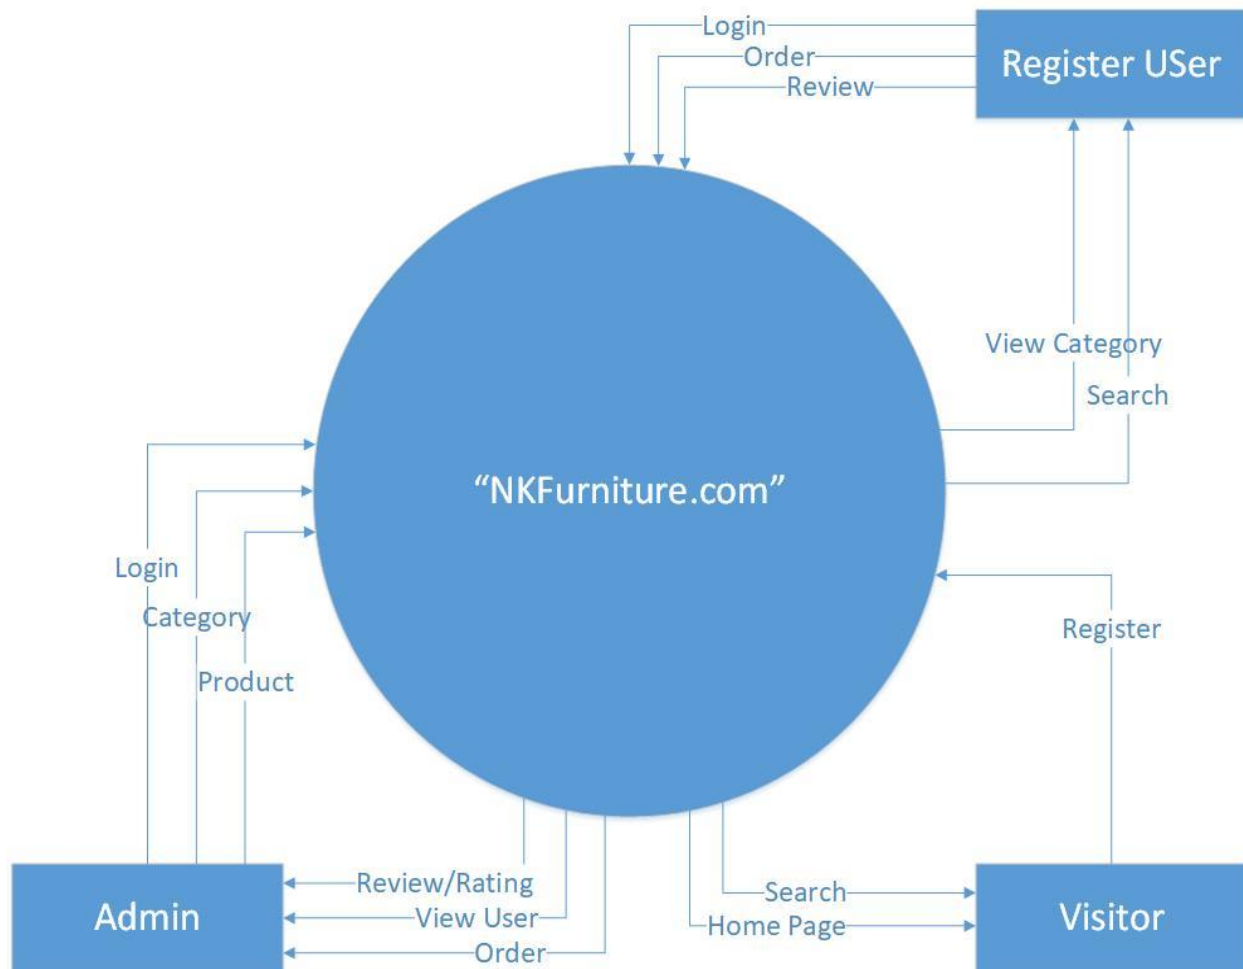 Login
Order
Review
Register USer
View Category
Search
“NKFurniture.com”
Login
Category
Product
Register
Review/Rating
View User
Order
Admin
Search
Home Page
Visitor